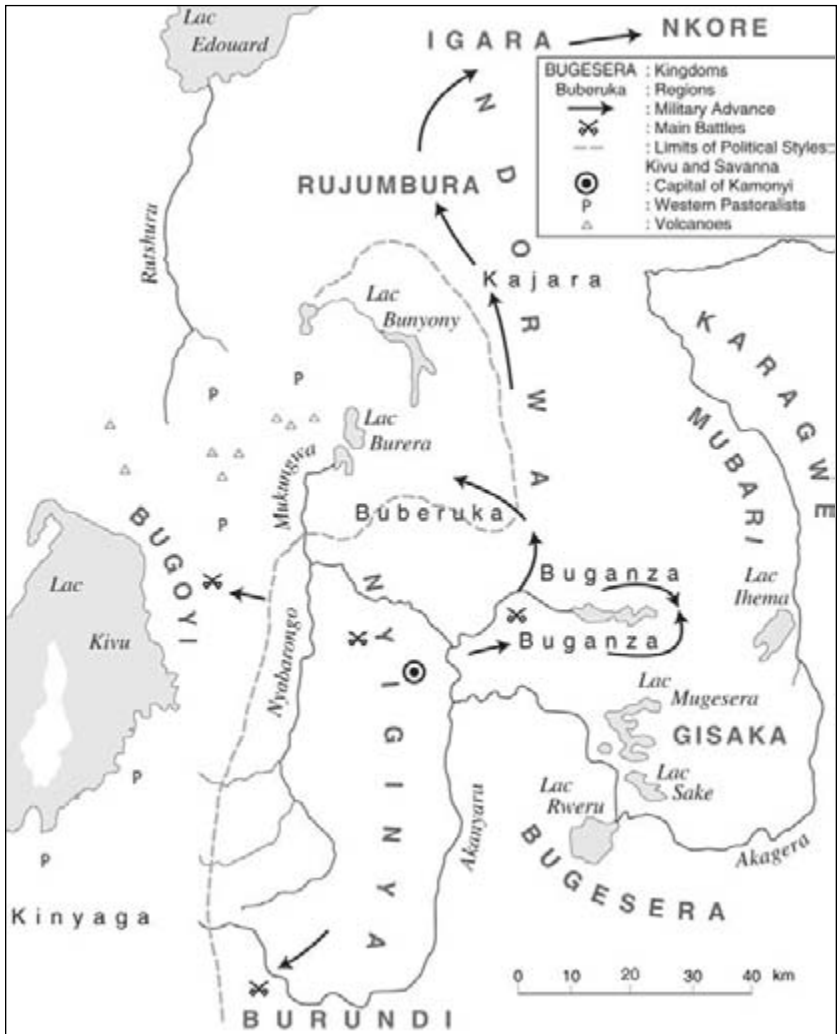 Lac
Edouard
IGARA
NKORE
BUGESERA : Kingdoms
Buberuka : Regions
: Military Advance
: Main Battles
: Limits of Political Styles:
Kivu and Savanna
: Capital of Kamonyi
P : Western Pastoralists
: Volcanoes
NDORWA
RUJUMBURA
Rutshuru
Kajara
Lac
Bunyony
KARAGWE
MUBARI
P
P
Lac
Burera
Mukungwa
Buberuka
P
BUGOYI
Lac
Kivu
Nyabarongo
NYIGINYA
Buganza
Buganza
Lac
Ihema
Lac
Mugesera
GISAKA
Lac
Sake
Lac
Rweru
BUGESERA
Akanyaru
Akagera
P
P
Kinyaga
BURUNDI
0 10 20 30 40 km